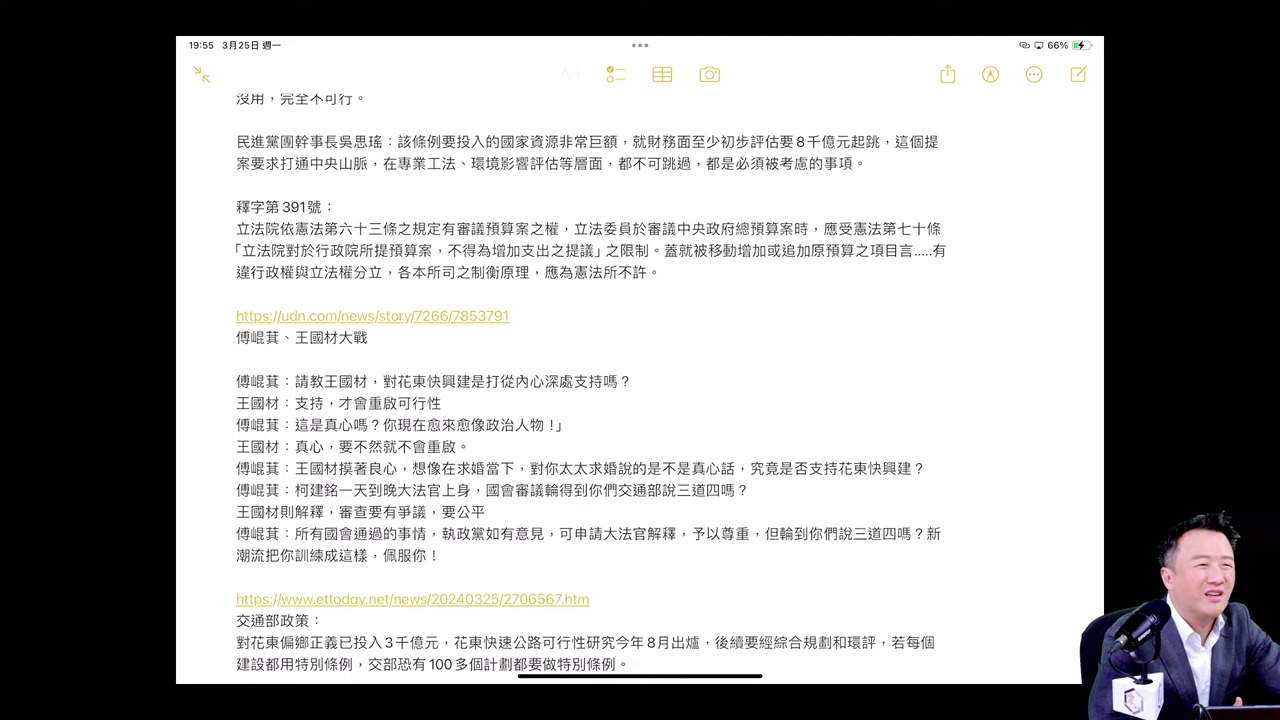 19:55 3月25日 週一
66%
沒用，完全不可行。
民進黨團幹事長吳思瑤：該條例要投入的國家資源非常巨額，就財務面至少初步評估要8千億元起跳，這個提
案要求打通中央山脈，在專業工法、環境影響評估等層面，都不可跳過，都是必須被考慮的事項。
釋字第391號：
立法院依憲法第六十三條之規定有審議預算案之權，立法委員於審議中央政府總預算案時，應受憲法第七十條
「立法院對於行政院所提預算案，不得為增加支出之提議」之限制。蓋就被移動增加或追加原預算之項目言.....有
違行政權與立法權分立，各本所司之制衡原理，應為憲法所不許。
https://udn.com/news/story/7266/7853791
傅崐萁、王國材大戰
傅崐萁：請教王國材，對花東快興建是打從內心深處支持嗎？
王國材：支持，才會重啟可行性
傅崐萁：這是真心嗎？你現在愈來愈像政治人物！」
王國材：真心，要不然就不會重啟。
傅崐萁：王國材摸著良心，想像在求婚當下，對你太太求婚說的是不是真心話，究竟是否支持花東快興建？
傅崐萁：柯建銘一天到晚大法官上身，國會審議輪得到你們交通部說三道四嗎？
王國材則解釋，審查要有爭議，要公平
傅崐萁：所有國會通過的事情，執政黨如有意見，可申請大法官解釋，予以尊重，但輪到你們說三道四嗎？新
潮流把你訓練成這樣，佩服你！
https://www.ettoday.net/news/20240325/2706567.htm
交通部政策：
對花東偏鄉正義已投入3千億元，花東快速公路可行性研究今年8月出爐，後續要經綜合規劃和環評，若每個
建設都用特別條例，交部恐有100多個計劃都要做特別條例。